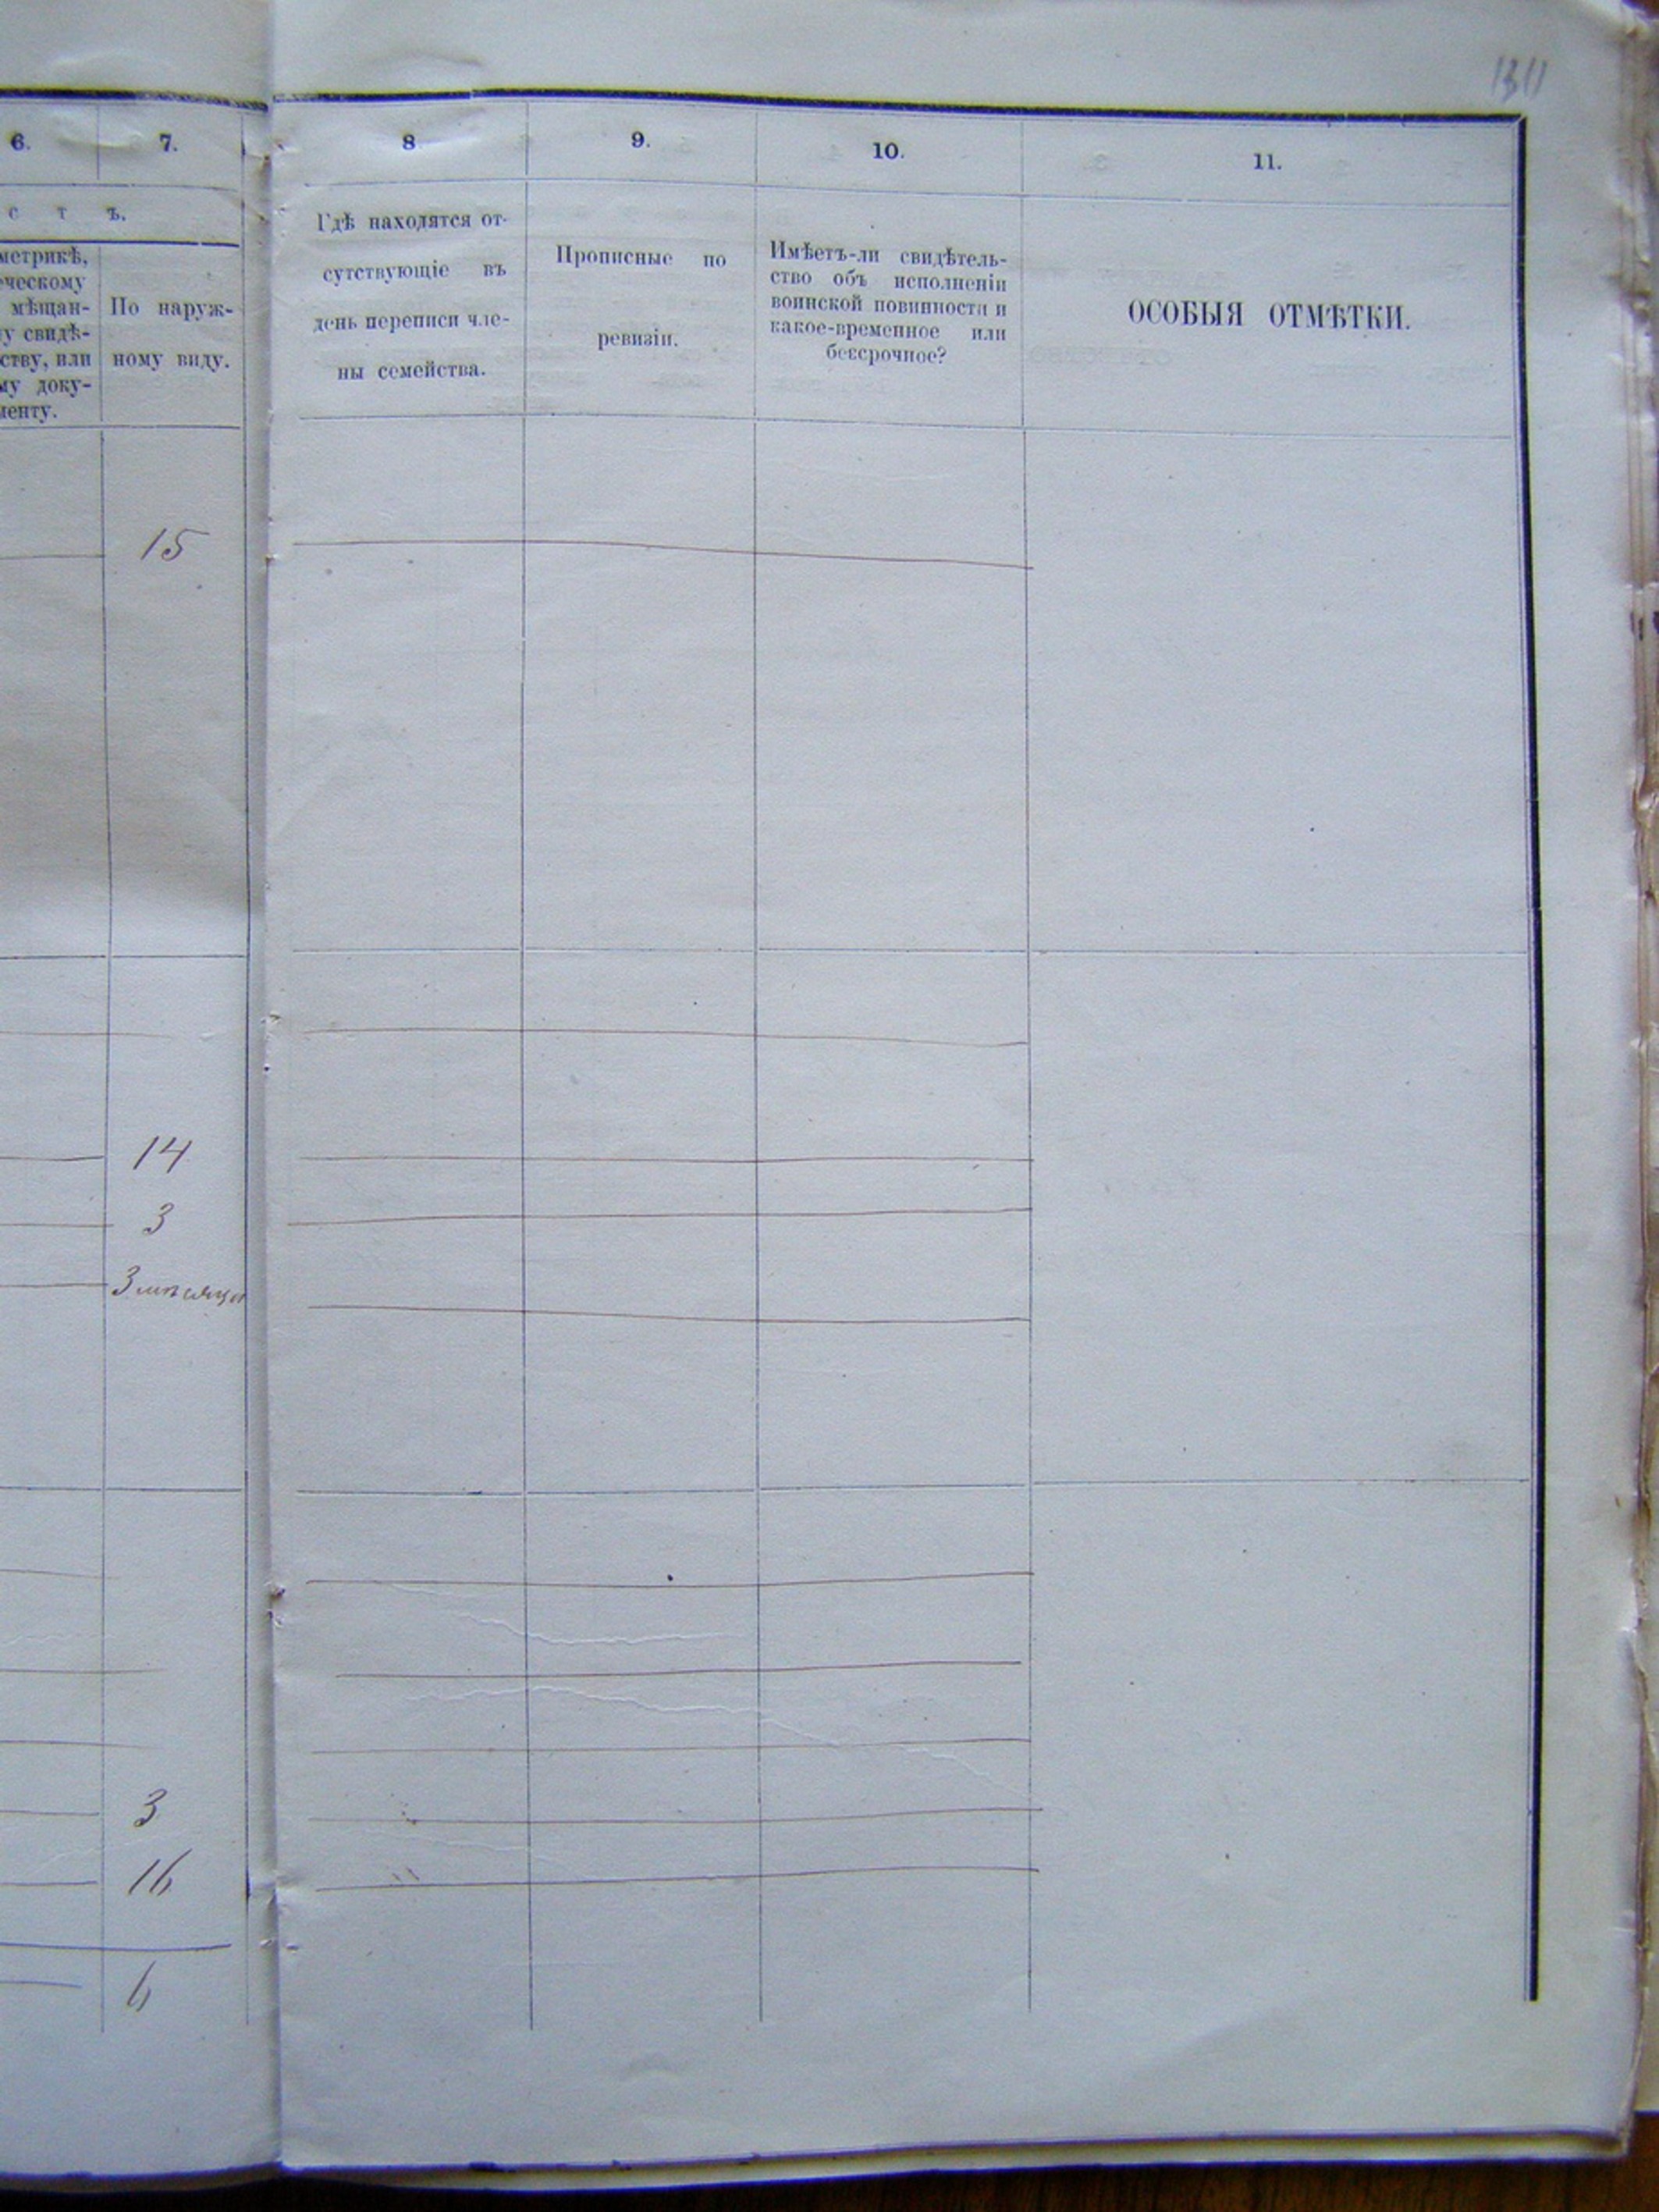 1311
6.
7.
8
9.
10.
11.
с т ъ.
метрикѣ,
ческому
мѣщан-
у свидѣ-
ству, или
му доку-
менту.
По наруж-
ному виду.
Гдѣ находятся от-
сутствующіе въ
день переписи чле-
ны семейства.
Прописные по
ревизіи.
Имѣетъ-ли свидѣтель-
ство объ исполненіи
воинской повинности и
какое-временное или
безсрочное?
ОСОБЫЯ ОТМѢТКИ.
15
14
3
3 мѣсяца
3
16
6